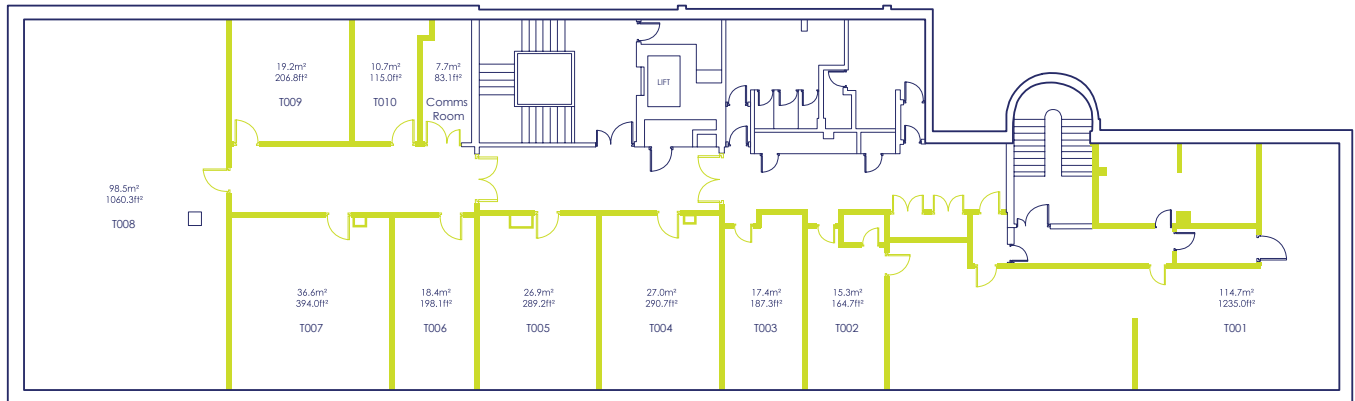 19.2m²
206.8ft²
T009
10.7m²
115.0ft²
T010
7.7m²
83.1ft²
Comms
Room
LIFT
98.5m²
1060.3ft²
T008
36.6m²
394.0ft²
T007
18.4m²
198.1ft²
T006
26.9m²
289.2ft²
T005
27.0m²
290.7ft²
T004
17.4m²
187.3ft²
T003
15.3m²
164.7ft²
T002
114.7m²
1235.0ft²
T001